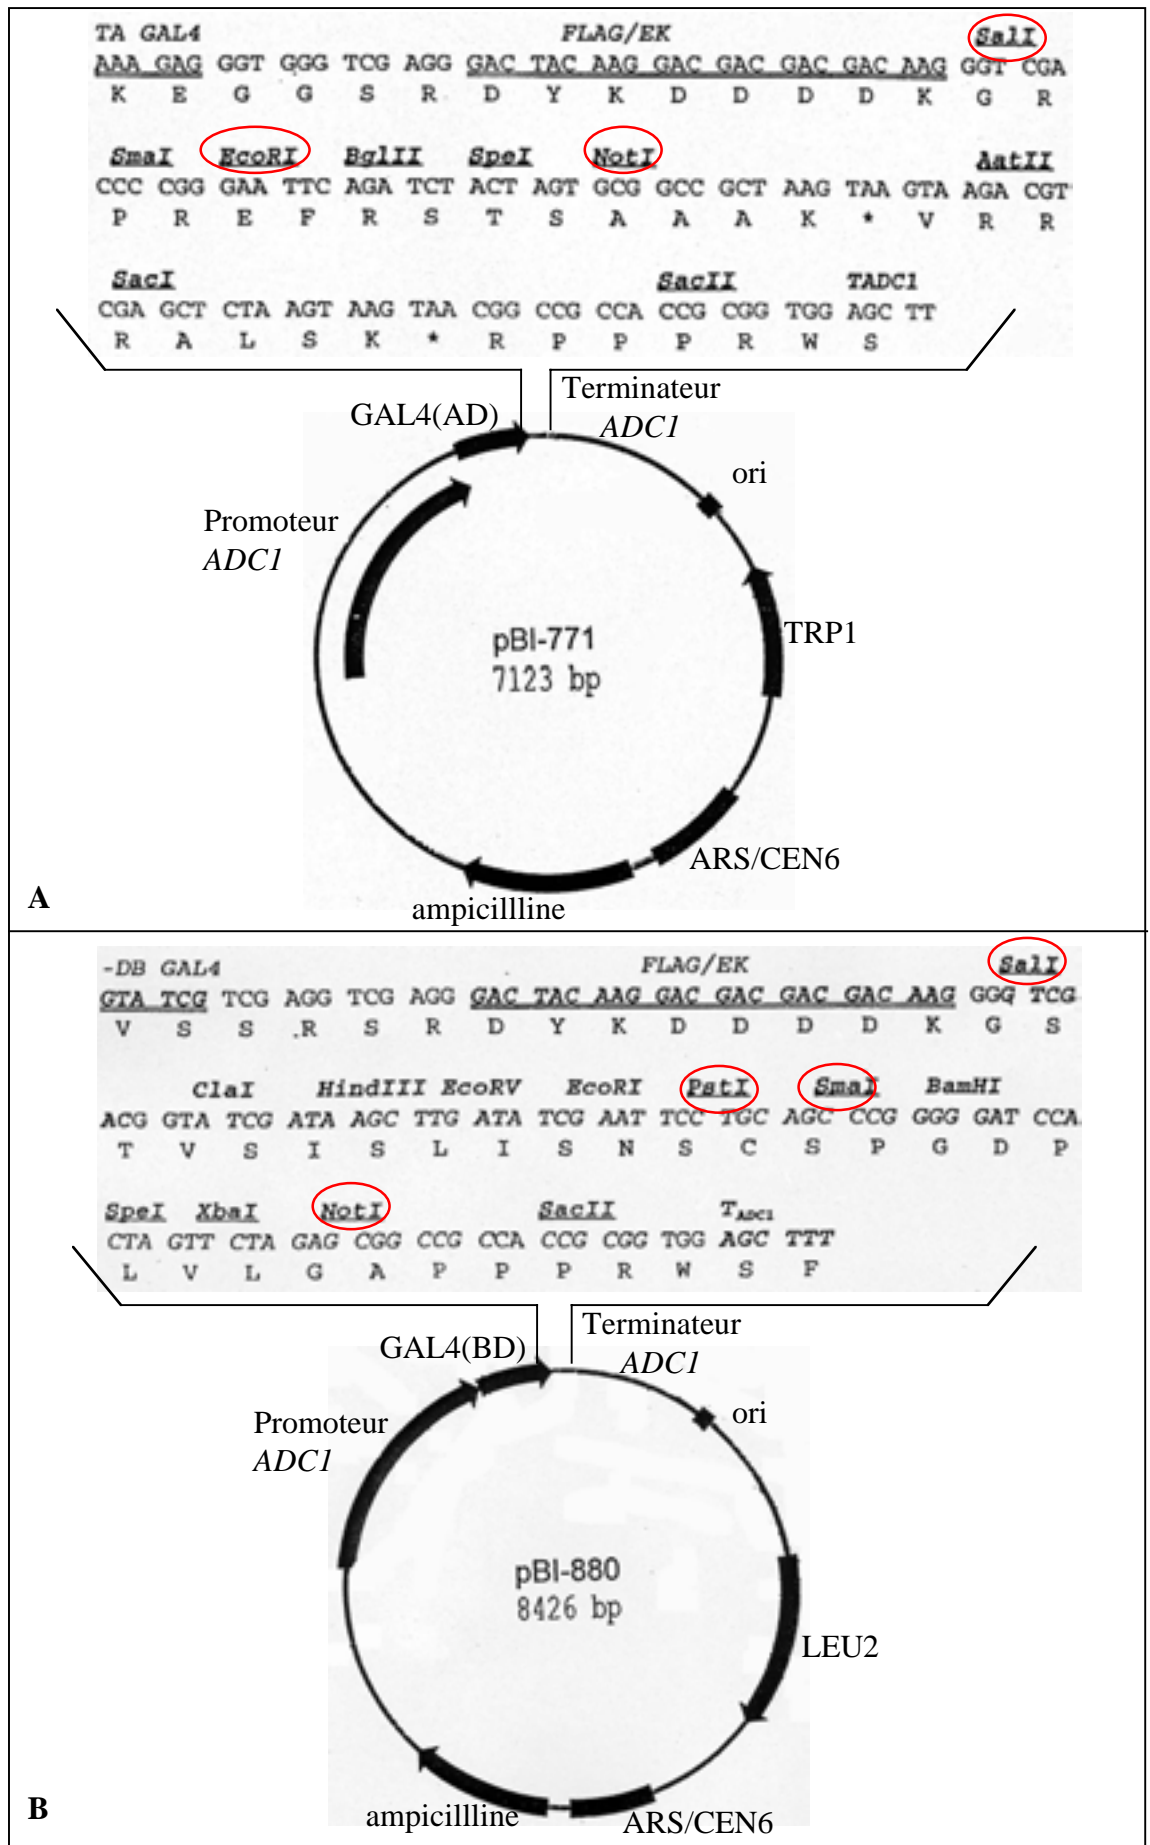 TA GAL4 FLAG/EK SalI
AAA GAG GGT GGG TCG AGG GAC TAC AAG GAC GAC GAC GAC AAG GGT CGA
K E G G S R D Y K D D D D K G R
SmaI EcoRI BglII SpeI NotI AatII
CCC CGG GAA TTC AGA TCT ACT AGT GCG GCC GCT AAG TAA GTA AGA CGT
P R E F R S T S A A A K * V R R
SacI SacII TADC1
CGA GCT CTA AGT AAG TAA CGG CCG CCA CCG CGG TGG AGC TT
R A L S K * R P P P R W S
GAL4(AD)
Terminateur
ADC1
ori
Promoteur
ADC1
pBI-771
7123 bp
TRP1
ARS/CEN6
ampicillline
A
-DB GAL4 FLAG/EK SalI
GTA TCG TCG AGG TCG AGG GAC TAC AAG GAC GAC GAC GAC AAG GGG TCG
V S S .R S R D Y K D D D D K G S
ClaI HindIII EcoRV EcoRI PstI SmaI BamHI
ACG GTA TCG ATA AGC TTG ATA TCG AAT TCC TGC AGC CCG GGG GAT CCA
T V S I S L I S N S C S P G D P
SpeI XbaI NotI SacII TADC1
CTA GTT CTA GAG CGG CCG CCA CCG CGG TGG AGC TTT
L V L G A P P P R W S F
GAL4(BD)
Terminateur
ADC1
ori
Promoteur
ADC1
pBI-880
8426 bp
LEU2
ampicillline
ARS/CEN6
B